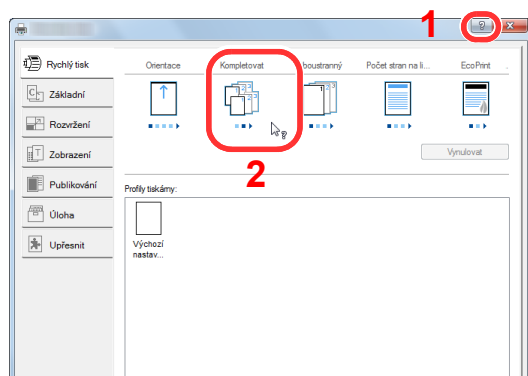 1
?
X
Rychlý tisk
Základní
Rozvržení
Zobrazení
Publikování
Úloha
Upřesnit
Orientace
Kompletovat
boustranný
Počet stran na li...
EcoPrint
2
Vynulovat
Profily tiskárny:
Výchozí
nastav...